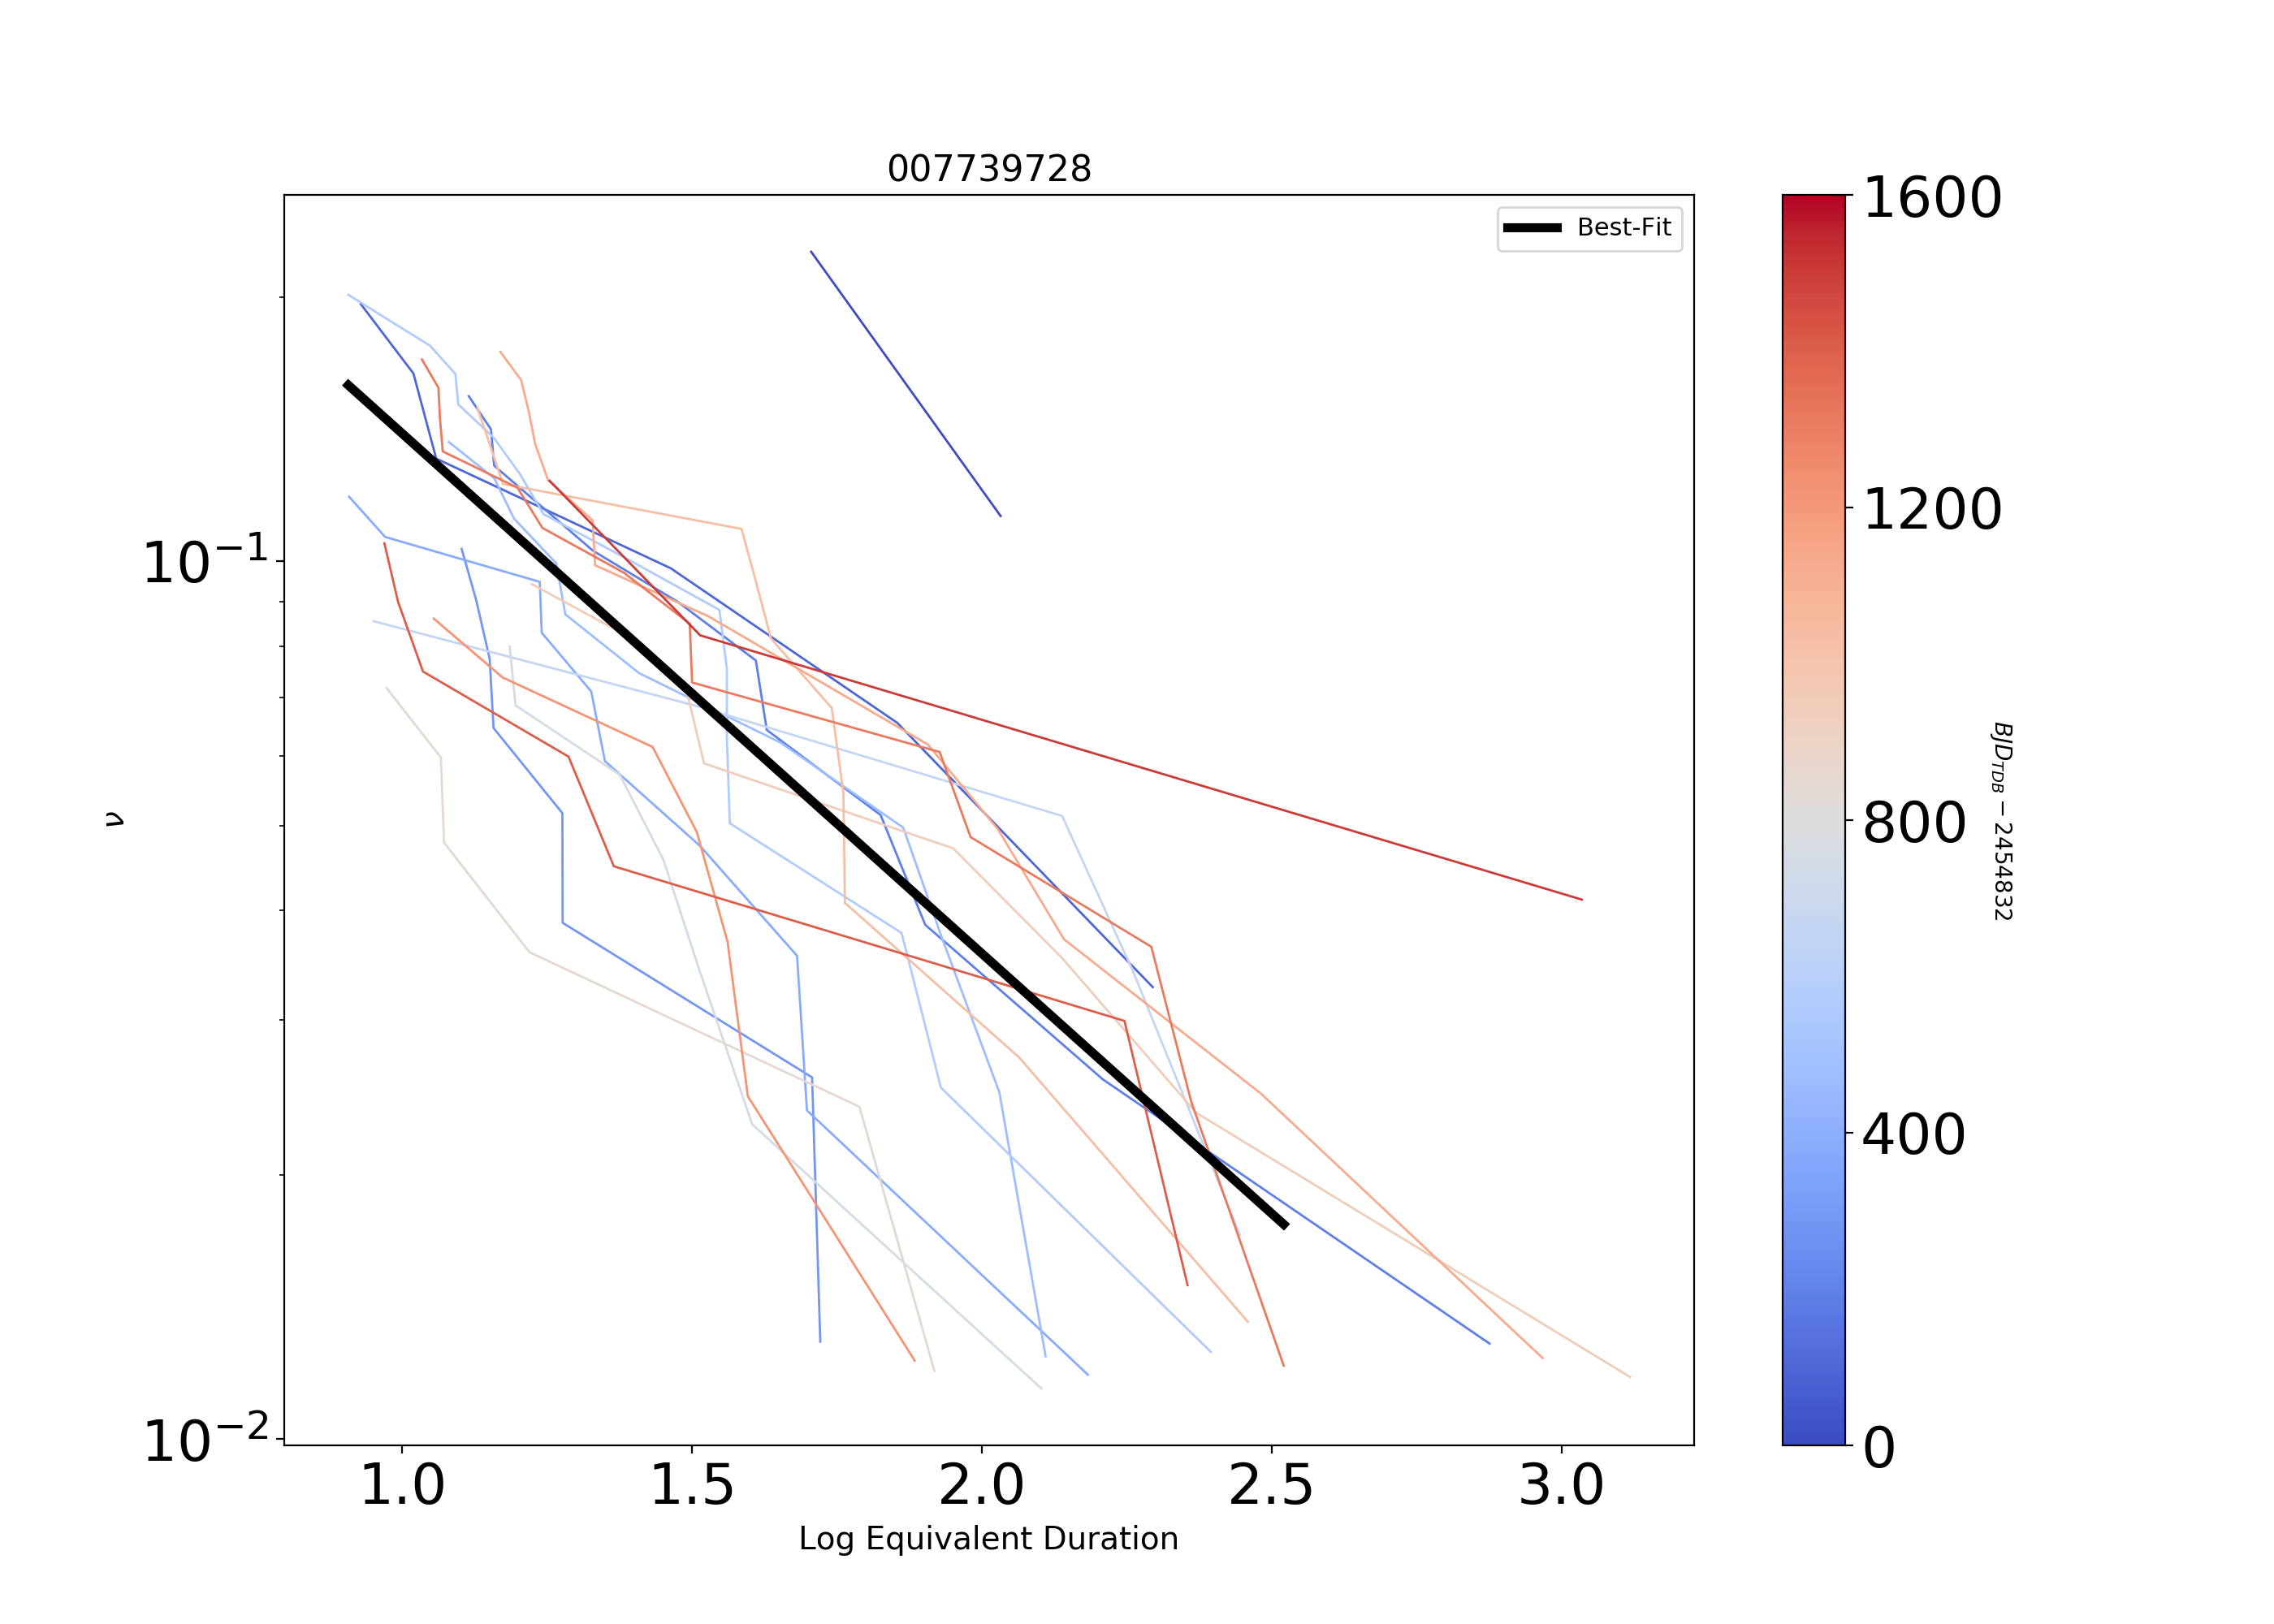 007739728
Best-Fit
10⁻¹
10⁻²
ν
1.0 1.5 2.0 2.5 3.0
Log Equivalent Duration
1600
1200
800
400
0
BJD_TDB − 2454832